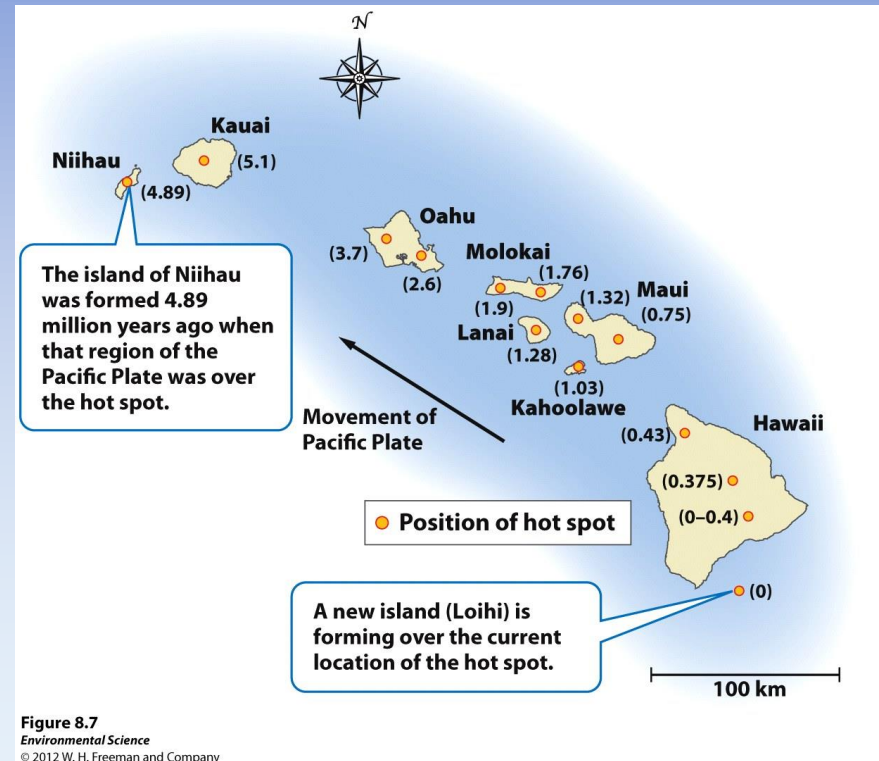 N
Kauai
(5.1)
Niihau
(4.89)
The island of Niihau
was formed 4.89
million years ago when
that region of the
Pacific Plate was over
the hot spot.
Oahu
(3.7)
(2.6)
Molokai
(1.76)
(1.9)
(1.32)
Maui
(0.75)
Lanai
(1.28)
(1.03)
Kahoolawe
Movement of
Pacific Plate
Hawaii
(0.43)
(0.375)
(0–0.4)
Position of hot spot
(0)
A new island (Loihi) is
forming over the current
location of the hot spot.
100 km
Figure 8.7
Environmental Science
© 2012 W. H. Freeman and Company